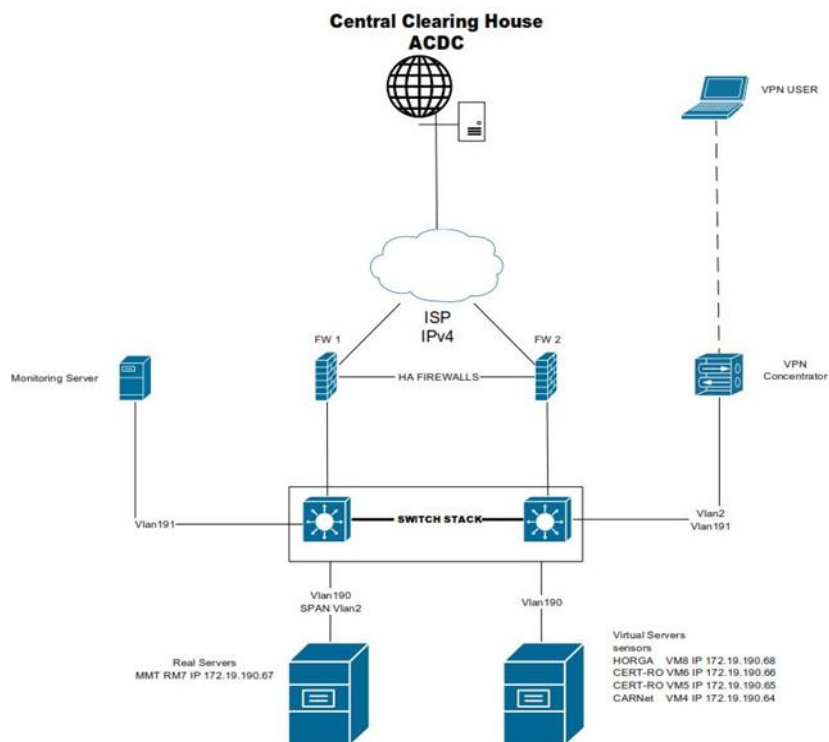 Central Clearing House
ACDC
VPN USER
ISP
IPv4
FW 1
FW 2
Monitoring Server
HA FIREWALLS
VPN
Concentrator
SWITCH STACK
Vlan191
Vlan2
Vlan191
Vlan190
SPAN Vlan2
Vlan190
Real Servers
MMT RM7 IP 172.19.190.67
Virtual Servers
sensors
HORGA VM8 IP 172.19.190.68
CERT-RO VM6 IP 172.19.190.66
CERT-RO VM5 IP 172.19.190.65
CARNet VM4 IP 172.19.190.64